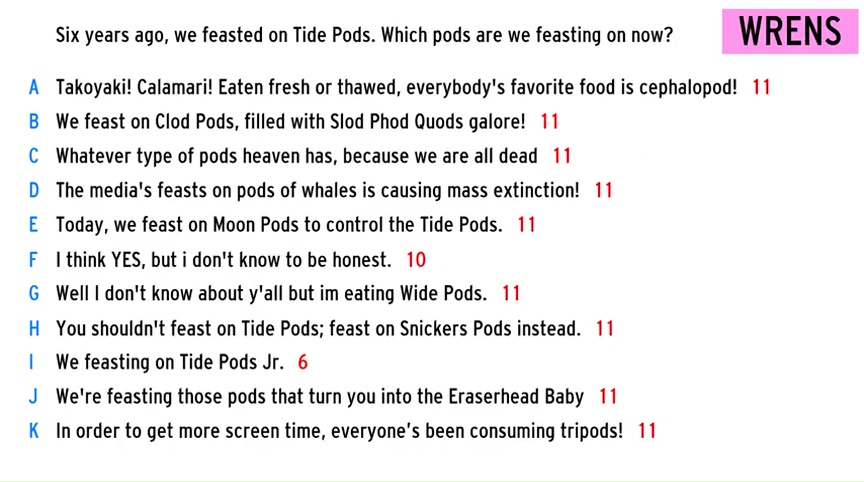 Six years ago, we feasted on Tide Pods. Which pods are we feasting on now?
WRENS
A Takoyaki! Calamari! Eaten fresh or thawed, everybody's favorite food is cephalopod! 11
B We feast on Clod Pods, filled with Slod Phod Quods galore! 11
C Whatever type of pods heaven has, because we are all dead 11
D The media's feasts on pods of whales is causing mass extinction! 11
E Today, we feast on Moon Pods to control the Tide Pods. 11
F I think YES, but i don't know to be honest. 10
G Well I don't know about y'all but im eating Wide Pods. 11
H You shouldn't feast on Tide Pods; feast on Snickers Pods instead. 11
I We feasting on Tide Pods Jr. 6
J We're feasting those pods that turn you into the Eraserhead Baby 11
K In order to get more screen time, everyone’s been consuming tripods! 11